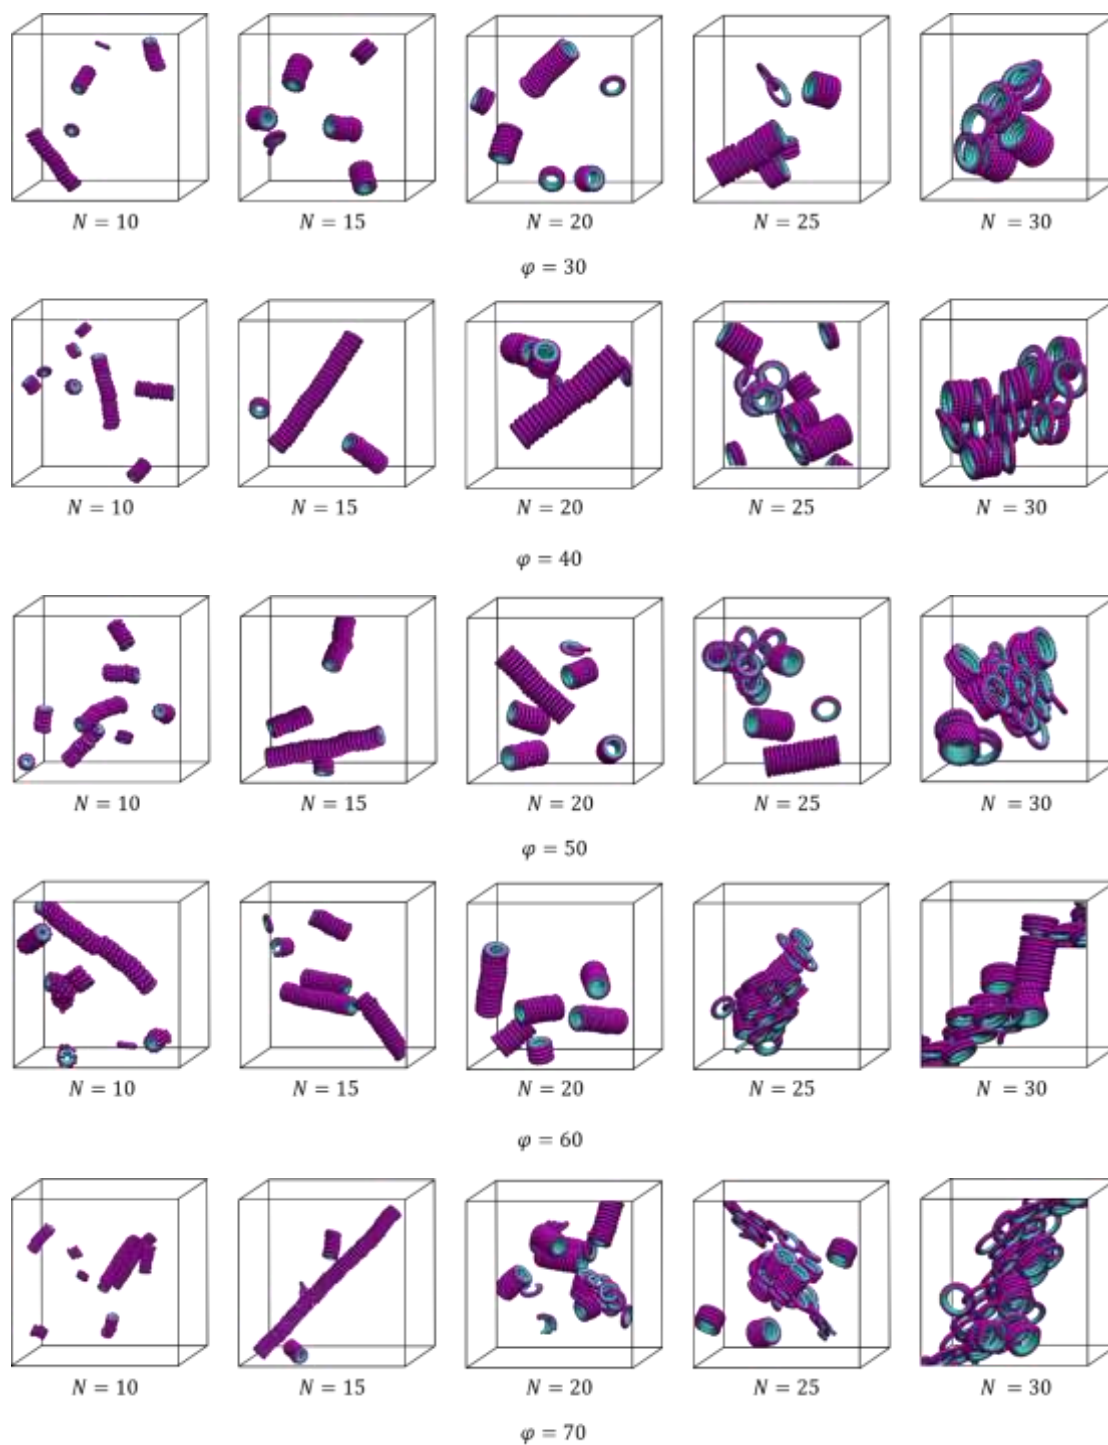 N = 10 N = 15 N = 20 N = 25 N = 30
φ = 30
N = 10 N = 15 N = 20 N = 25 N = 30
φ = 40
N = 10 N = 15 N = 20 N = 25 N = 30
φ = 50
N = 10 N = 15 N = 20 N = 25 N = 30
φ = 60
N = 10 N = 15 N = 20 N = 25 N = 30
φ = 70